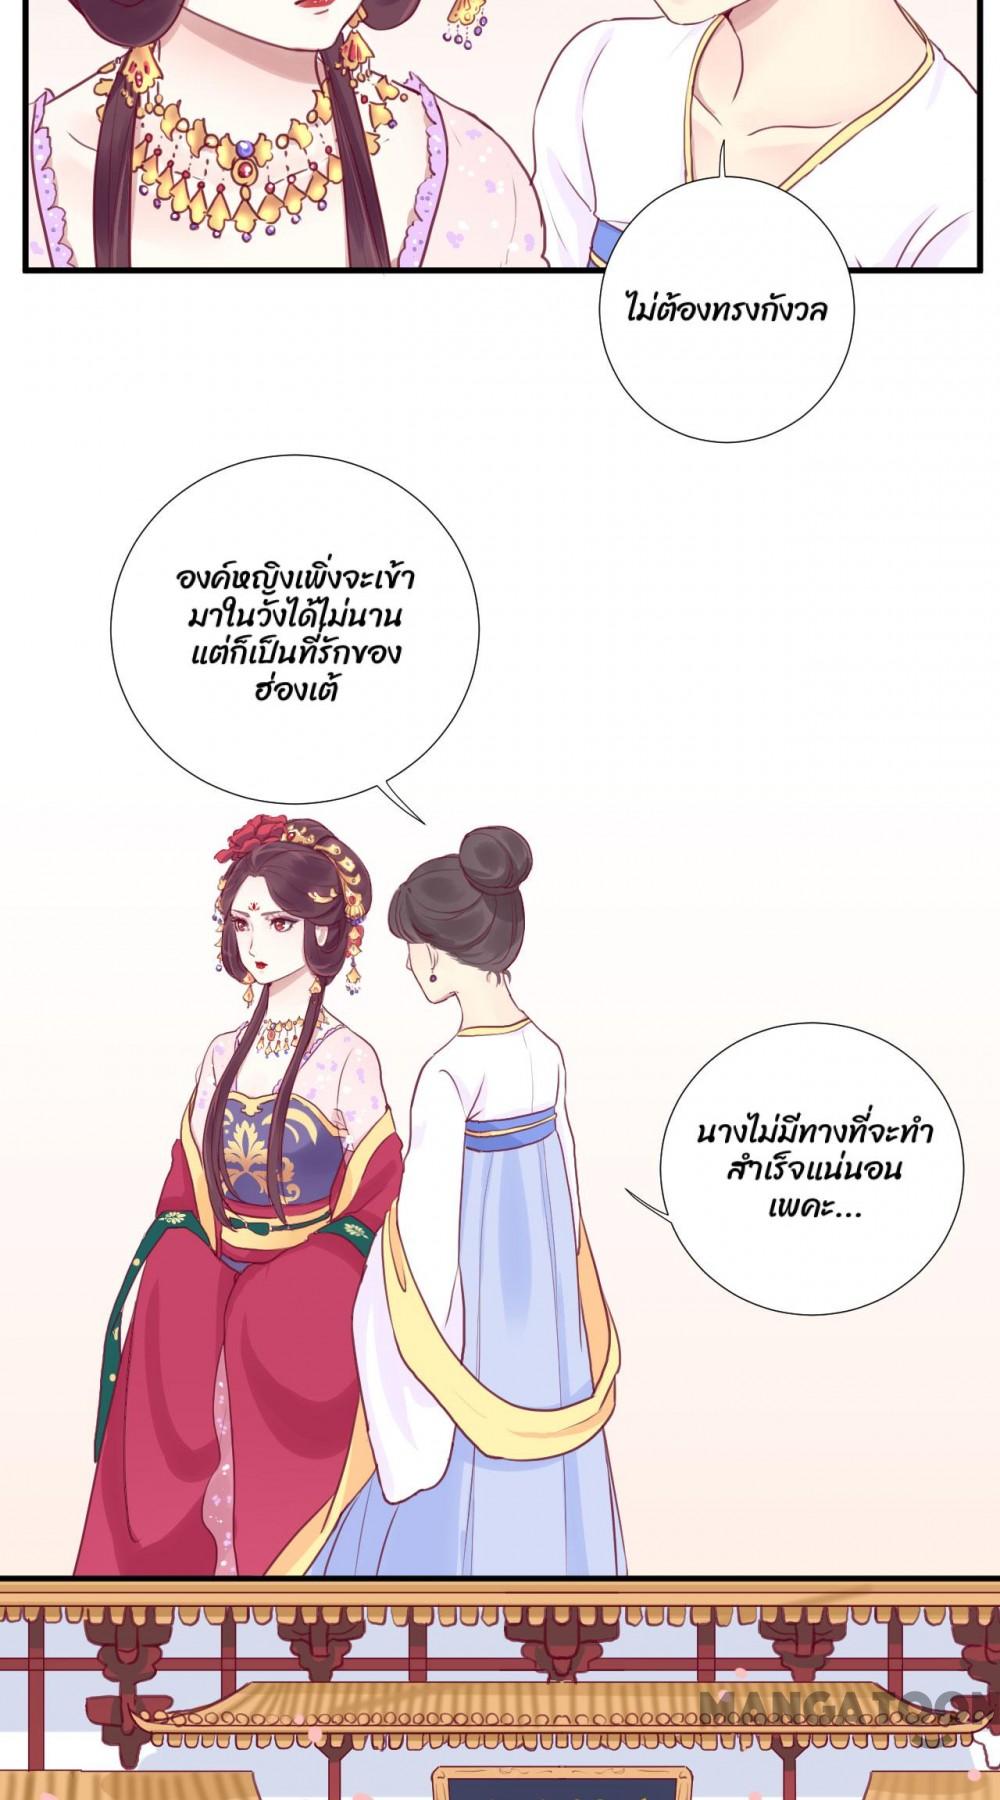 ไม่ต้องทรงกังวล
องค์หญิงเพิ่งจะเข้า
มาในวังได้ไม่นาน
แต่ก็เป็นที่รักของ
ฮ่องเต้
นางไม่มีทางที่จะทำ
สำเร็จแน่นอน
เพคะ...
MANGATOON